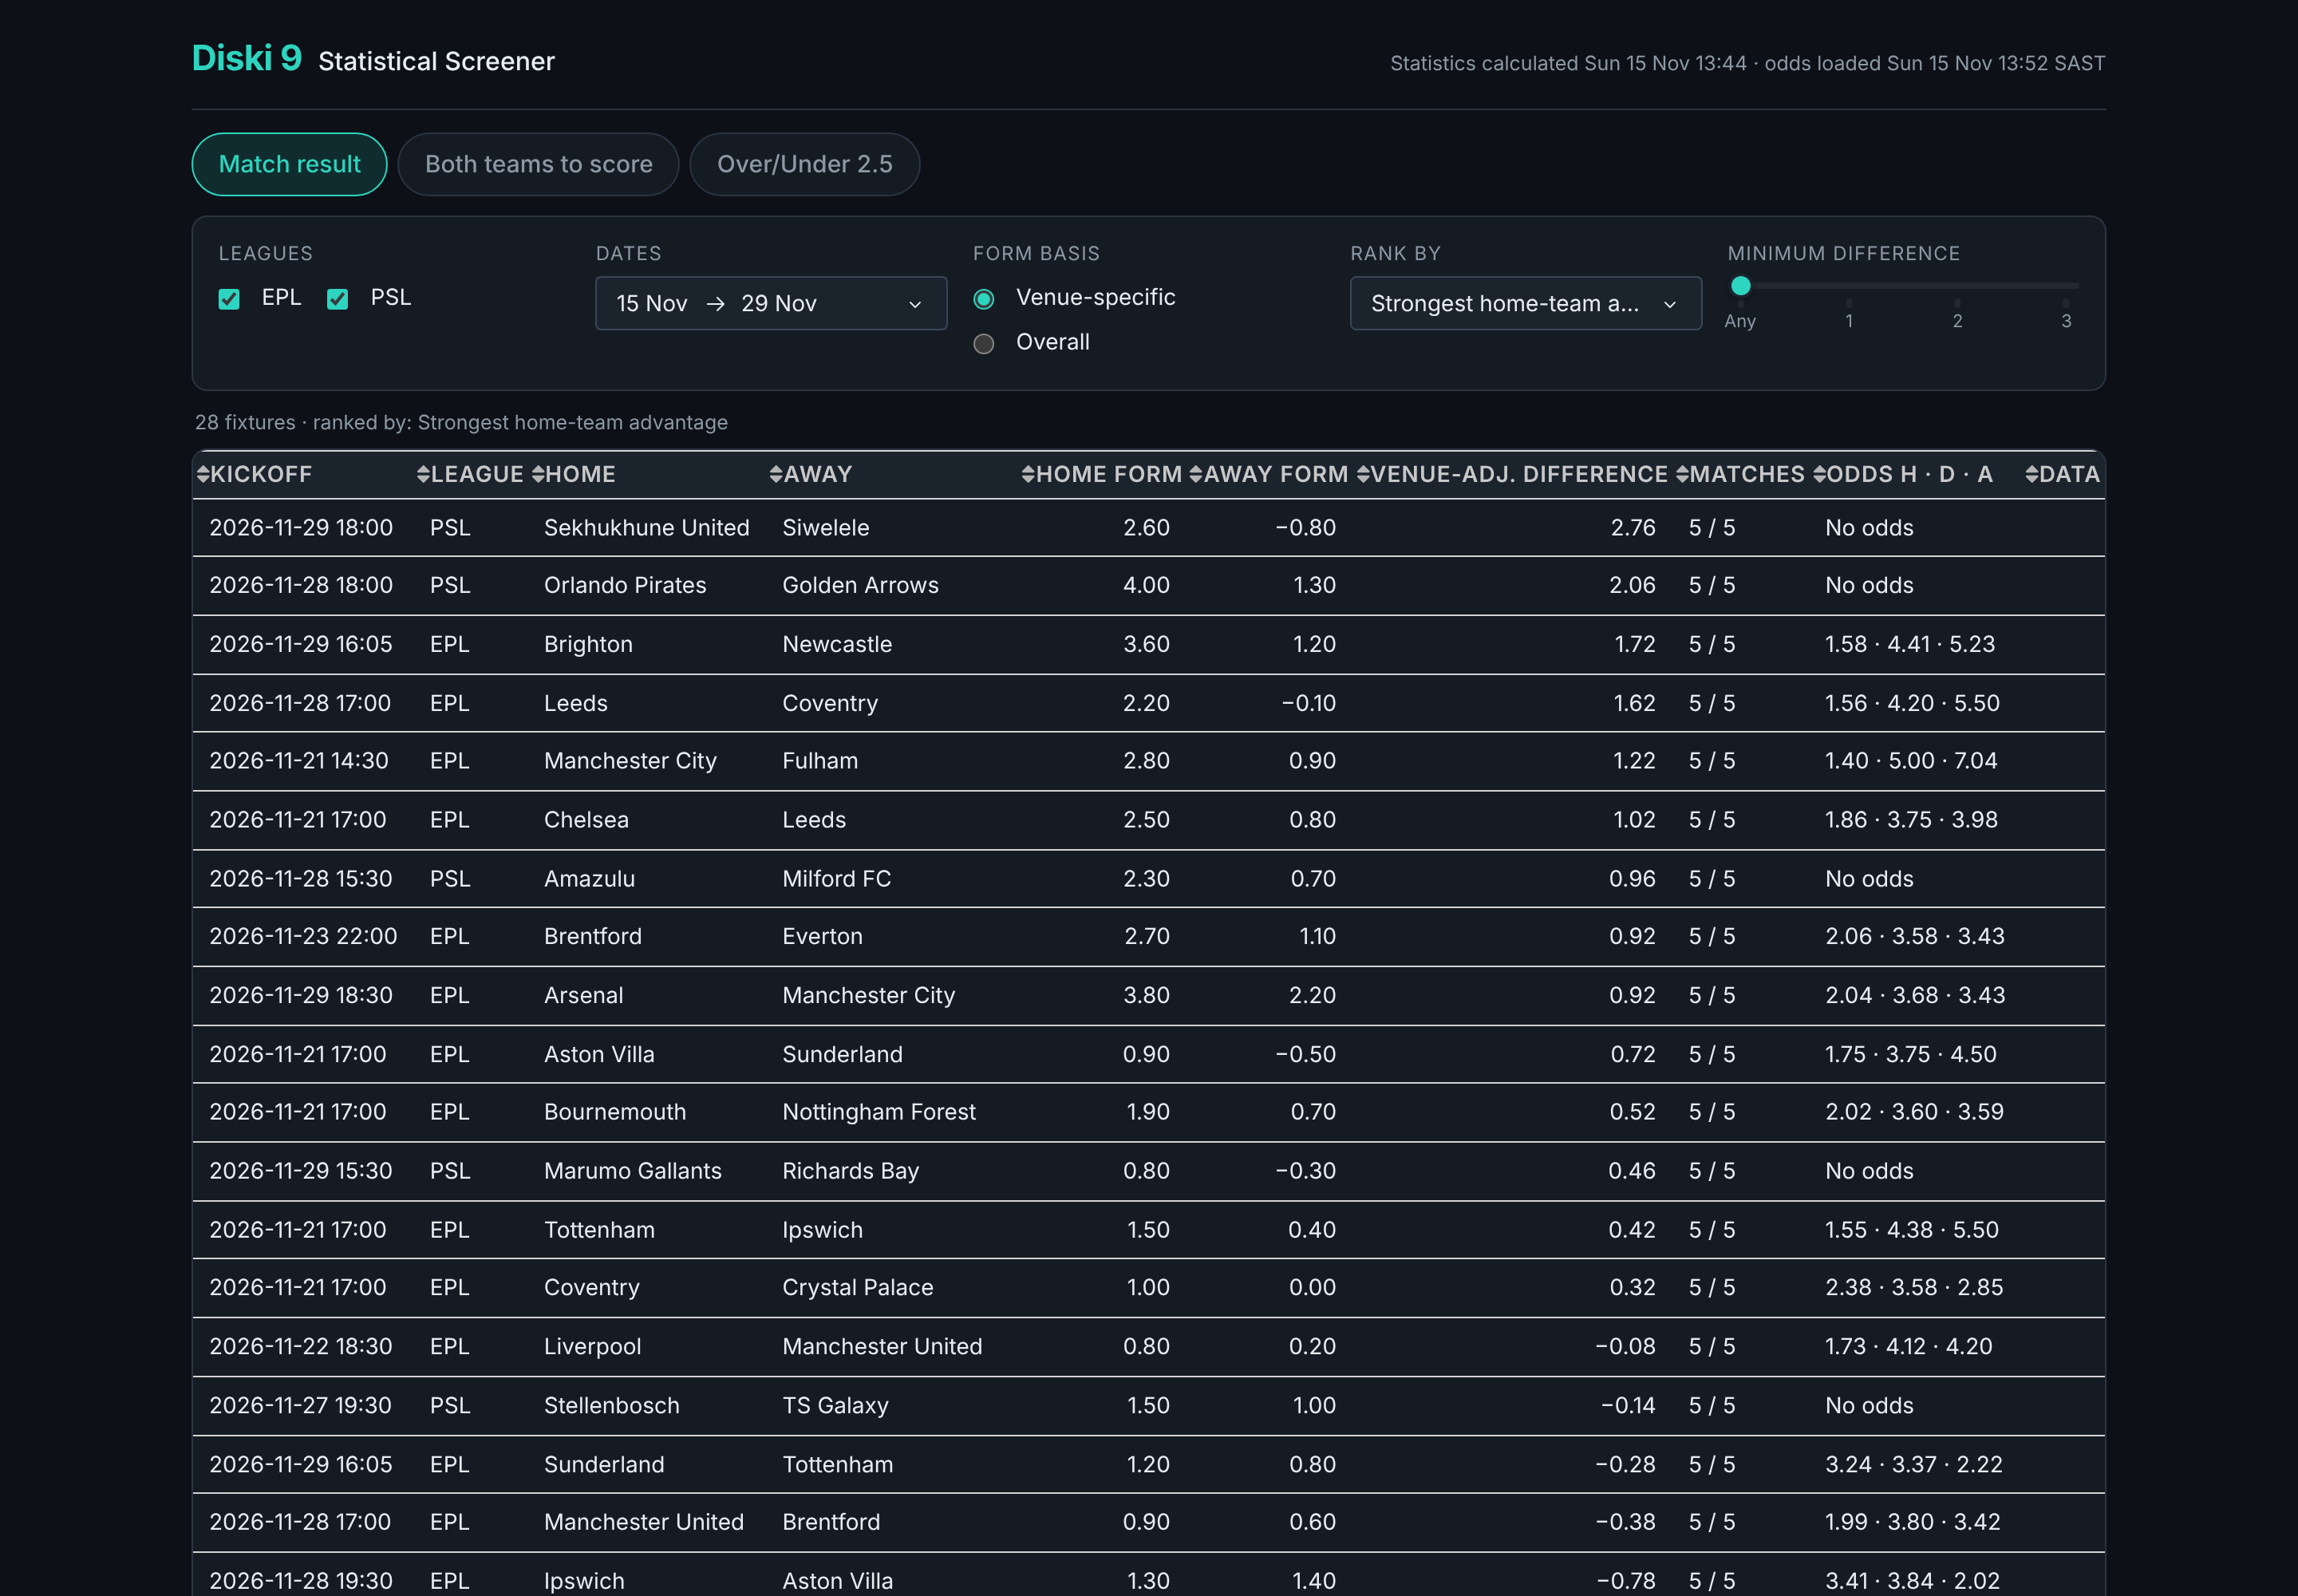 Diski 9 Statistical Screener
Statistics calculated Sun 15 Nov 13:44 · odds loaded Sun 15 Nov 13:52 SAST
Match result Both teams to score Over/Under 2.5
LEAGUES DATES FORM BASIS RANK BY MINIMUM DIFFERENCE
EPL PSL 15 Nov → 29 Nov Venue-specific Strongest home-team a...
Any 1 2 3
Overall
28 fixtures · ranked by: Strongest home-team advantage
KICKOFF LEAGUE HOME AWAY HOME FORM AWAY FORM VENUE-ADJ. DIFFERENCE MATCHES ODDS H · D · A DATA
2026-11-29 18:00 PSL Sekhukhune United Siwelele 2.60 −0.80 2.76 5 / 5 No odds
2026-11-28 18:00 PSL Orlando Pirates Golden Arrows 4.00 1.30 2.06 5 / 5 No odds
2026-11-29 16:05 EPL Brighton Newcastle 3.60 1.20 1.72 5 / 5 1.58 · 4.41 · 5.23
2026-11-28 17:00 EPL Leeds Coventry 2.20 −0.10 1.62 5 / 5 1.56 · 4.20 · 5.50
2026-11-21 14:30 EPL Manchester City Fulham 2.80 0.90 1.22 5 / 5 1.40 · 5.00 · 7.04
2026-11-21 17:00 EPL Chelsea Leeds 2.50 0.80 1.02 5 / 5 1.86 · 3.75 · 3.98
2026-11-28 15:30 PSL Amazulu Milford FC 2.30 0.70 0.96 5 / 5 No odds
2026-11-23 22:00 EPL Brentford Everton 2.70 1.10 0.92 5 / 5 2.06 · 3.58 · 3.43
2026-11-29 18:30 EPL Arsenal Manchester City 3.80 2.20 0.92 5 / 5 2.04 · 3.68 · 3.43
2026-11-21 17:00 EPL Aston Villa Sunderland 0.90 −0.50 0.72 5 / 5 1.75 · 3.75 · 4.50
2026-11-21 17:00 EPL Bournemouth Nottingham Forest 1.90 0.70 0.52 5 / 5 2.02 · 3.60 · 3.59
2026-11-29 15:30 PSL Marumo Gallants Richards Bay 0.80 −0.30 0.46 5 / 5 No odds
2026-11-21 17:00 EPL Tottenham Ipswich 1.50 0.40 0.42 5 / 5 1.55 · 4.38 · 5.50
2026-11-21 17:00 EPL Coventry Crystal Palace 1.00 0.00 0.32 5 / 5 2.38 · 3.58 · 2.85
2026-11-22 18:30 EPL Liverpool Manchester United 0.80 0.20 −0.08 5 / 5 1.73 · 4.12 · 4.20
2026-11-27 19:30 PSL Stellenbosch TS Galaxy 1.50 1.00 −0.14 5 / 5 No odds
2026-11-29 16:05 EPL Sunderland Tottenham 1.20 0.80 −0.28 5 / 5 3.24 · 3.37 · 2.22
2026-11-28 17:00 EPL Manchester United Brentford 0.90 0.60 −0.38 5 / 5 1.99 · 3.80 · 3.42
2026-11-28 19:30 EPL Ipswich Aston Villa 1.30 1.40 −0.78 5 / 5 3.41 · 3.84 · 2.02